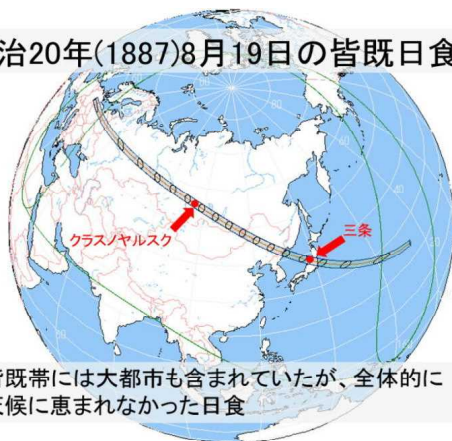 治20年(1887)8月19日の皆既日食
クラスノヤルスク
三条
皆既帯には大都市も含まれていたが、全体的に
天候に恵まれなかった日食